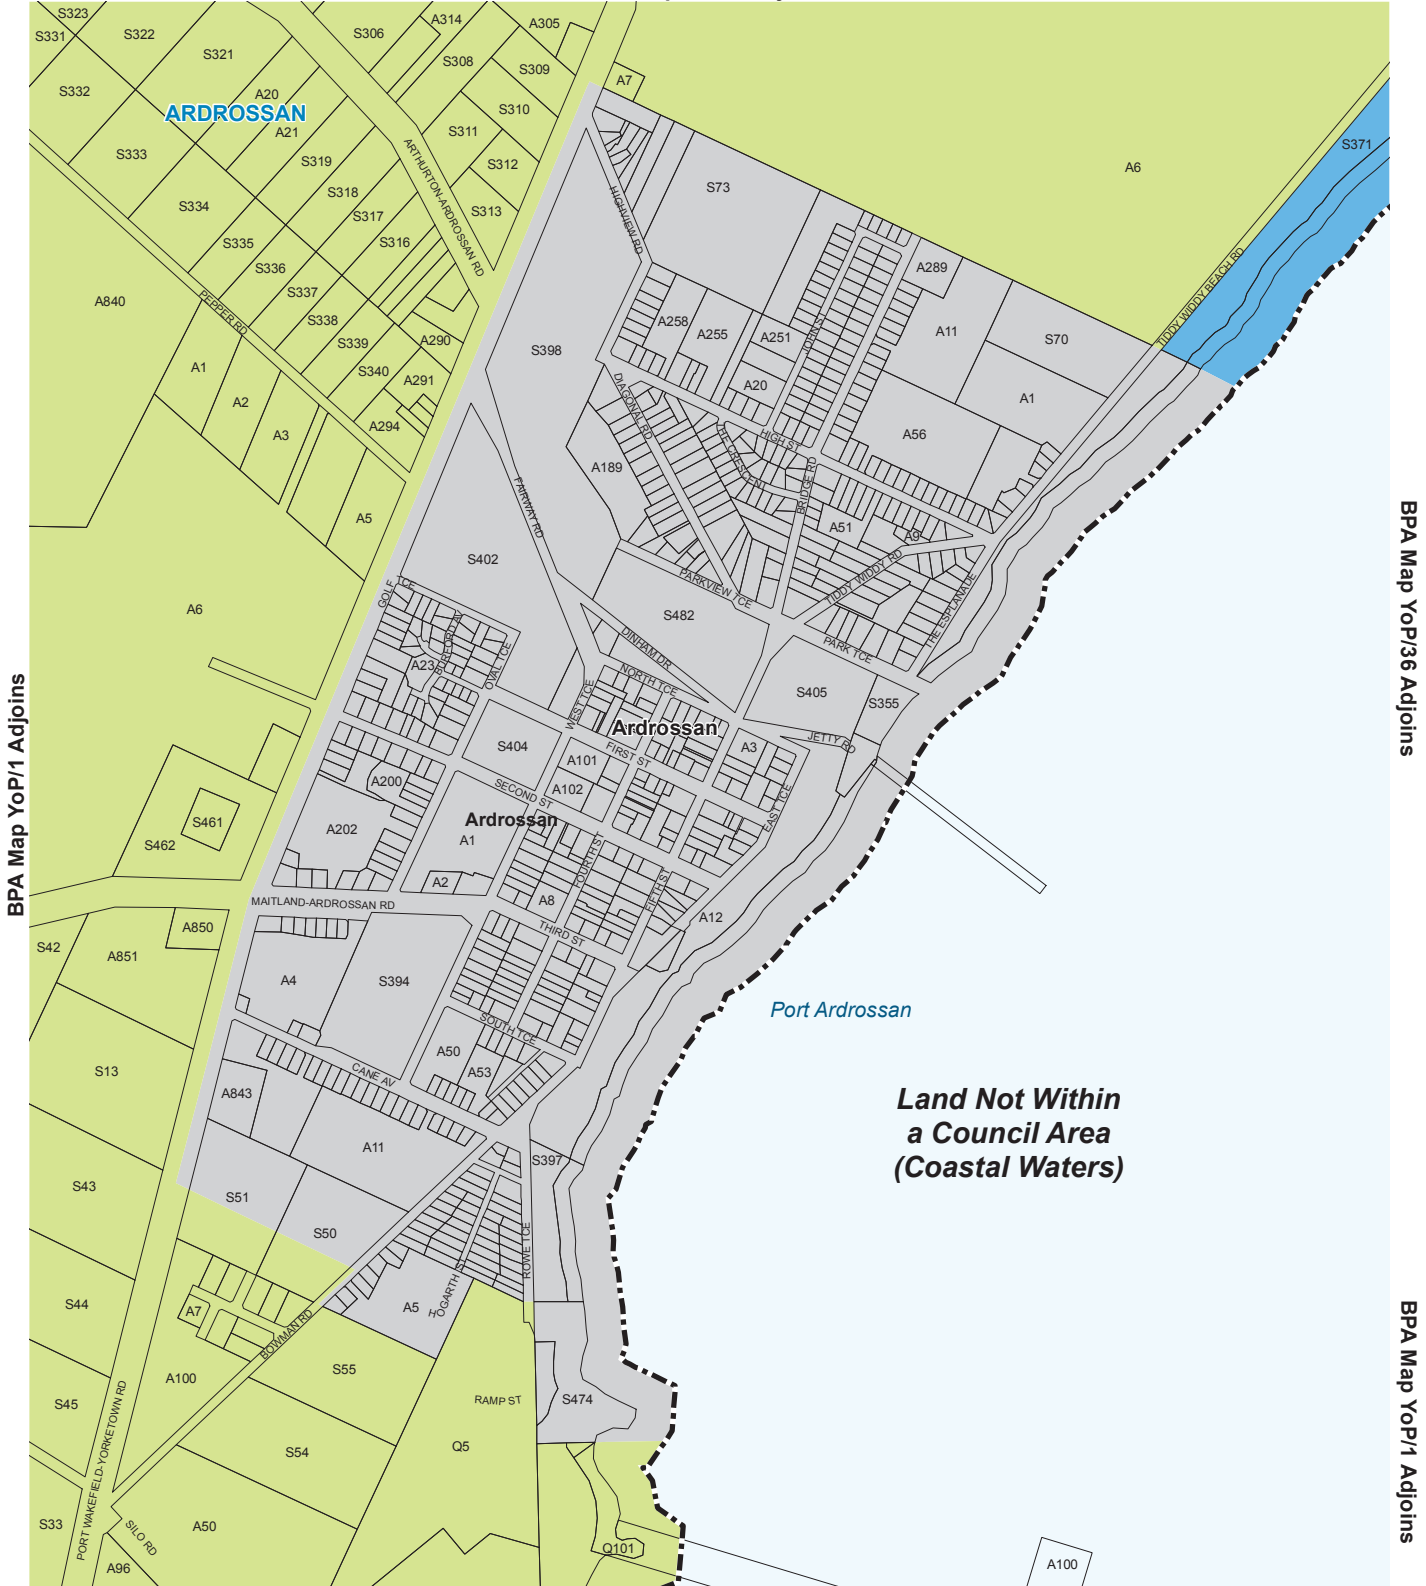 S323
S331
S322
S321
S306
A314
A305
S308
S309
A7
S332
A20
ARDROSSAN
A21
S310
S311
S371
S333
S319
S312
A6
S318
S73
S334
S317
S313
ARTHURTON-ARDROSSAN RD
HIGHVIEW RD
S335
S316
S336
A289
A840
S337
PEPPER RD
S338
TIDDY WIDDY BEACH RD
A258
A255
A251
JOHN ST
A11
S70
S339
A290
S398
A1
S340
A291
A20
A1
A2
DIAGONAL RD
A294
A3
HIGH ST
A56
THE CRESCENT
A189
BRIDGE RD
A5
FAIRWAY RD
A51
A9
BPA Map YoP/36 Adjoins
S402
TIDDY WIDDY RD
PARKVIEW TCE
GOLF TCE
THE ESPLANADE
A6
S482
BURFORD AV
DINHAM DR
PARK TCE
A23
OVAL TCE
NORTH TCE
S405
S355
WEST TCE
Ardrossan
BPA Map YoP/1 Adjoins
S404
FIRST ST
A3
JETTY RD
A101
A200
SECOND ST
A102
EAST TCE
S461
Ardrossan
A202
S462
A1
FOURTH ST
A2
FIFTH ST
MAITLAND-ARDROSSAN RD
A8
A12
A850
THIRD ST
S42
A851
A4
S394
Port Ardrossan
SOUTH TCE
A50
S13
CANE AV
A53
A843
Land Not Within
a Council Area
(Coastal Waters)
A11
S397
S43
S51
S50
ROWE TCE
HOGARTH ST
S44
A7
A5
BOWMAN RD
BPA Map YoP/1 Adjoins
S55
A100
RAMP ST
S474
S45
PORT WAKEFIELD-YORKETOWN RD
Q5
S54
S33
SILO RD
A50
Q101
A96
A100